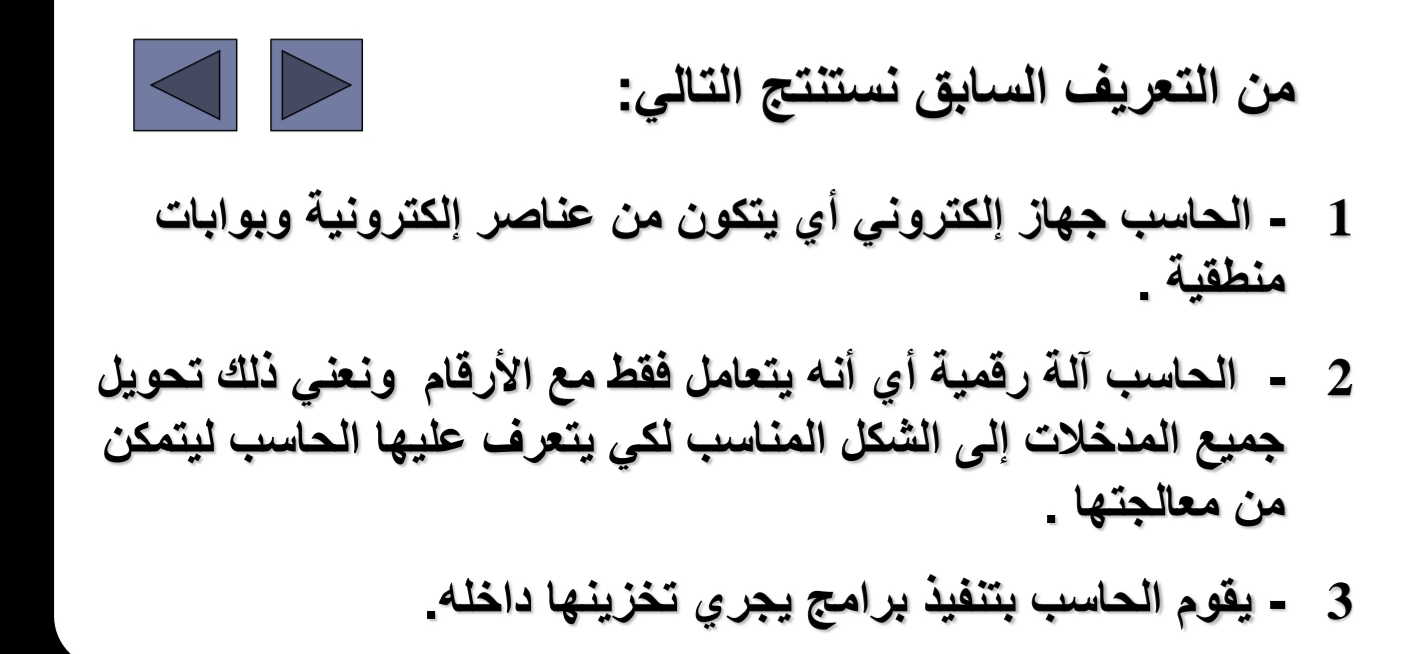 من التعريف السابق نستنتج التالي:
1 - الحاسب جهاز إلكتروني أي يتكون من عناصر إلكترونية وبوابات
منطقية .
2 - الحاسب آلة رقمية أي أنه يتعامل فقط مع الأرقام ونعني ذلك تحويل
جميع المدخلات إلى الشكل المناسب لكي يتعرف عليها الحاسب ليتمكن
من معالجتها .
3 - يقوم الحاسب بتنفيذ برامج يجري تخزينها داخله.